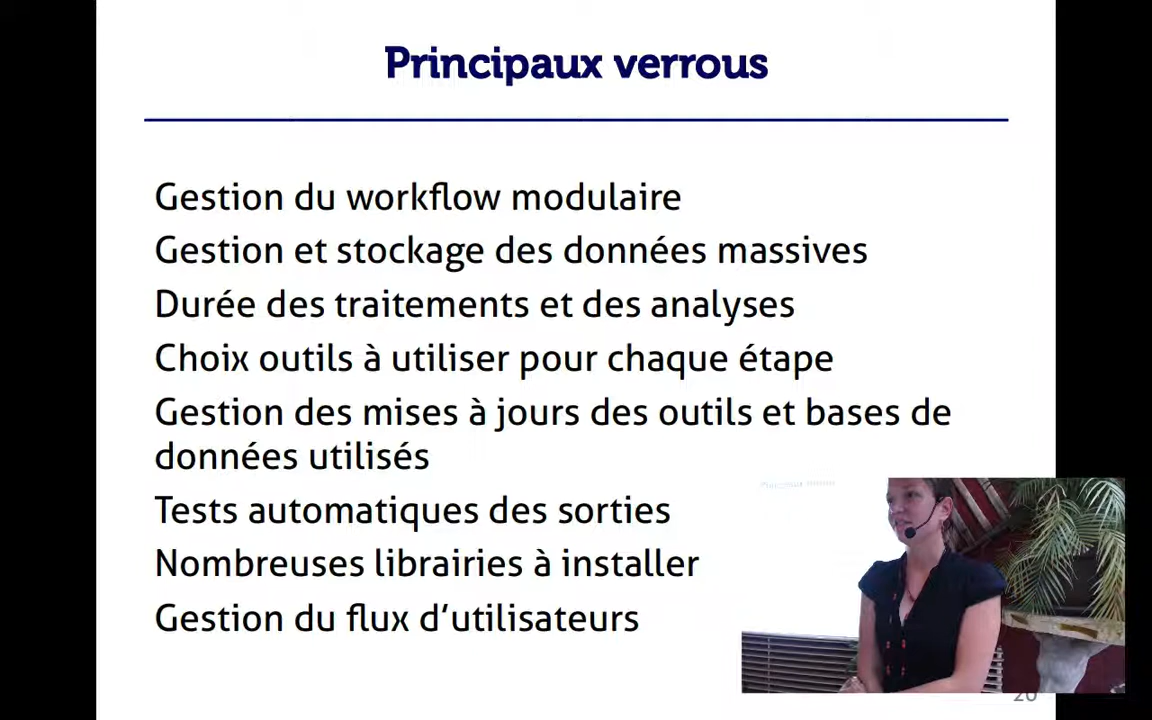 Principaux verrous
Gestion du workflow modulaire
Gestion et stockage des données massives
Durée des traitements et des analyses
Choix outils à utiliser pour chaque étape
Gestion des mises à jours des outils et bases de
données utilisés
Tests automatiques des sorties
Nombreuses librairies à installer
Gestion du flux d’utilisateurs
20